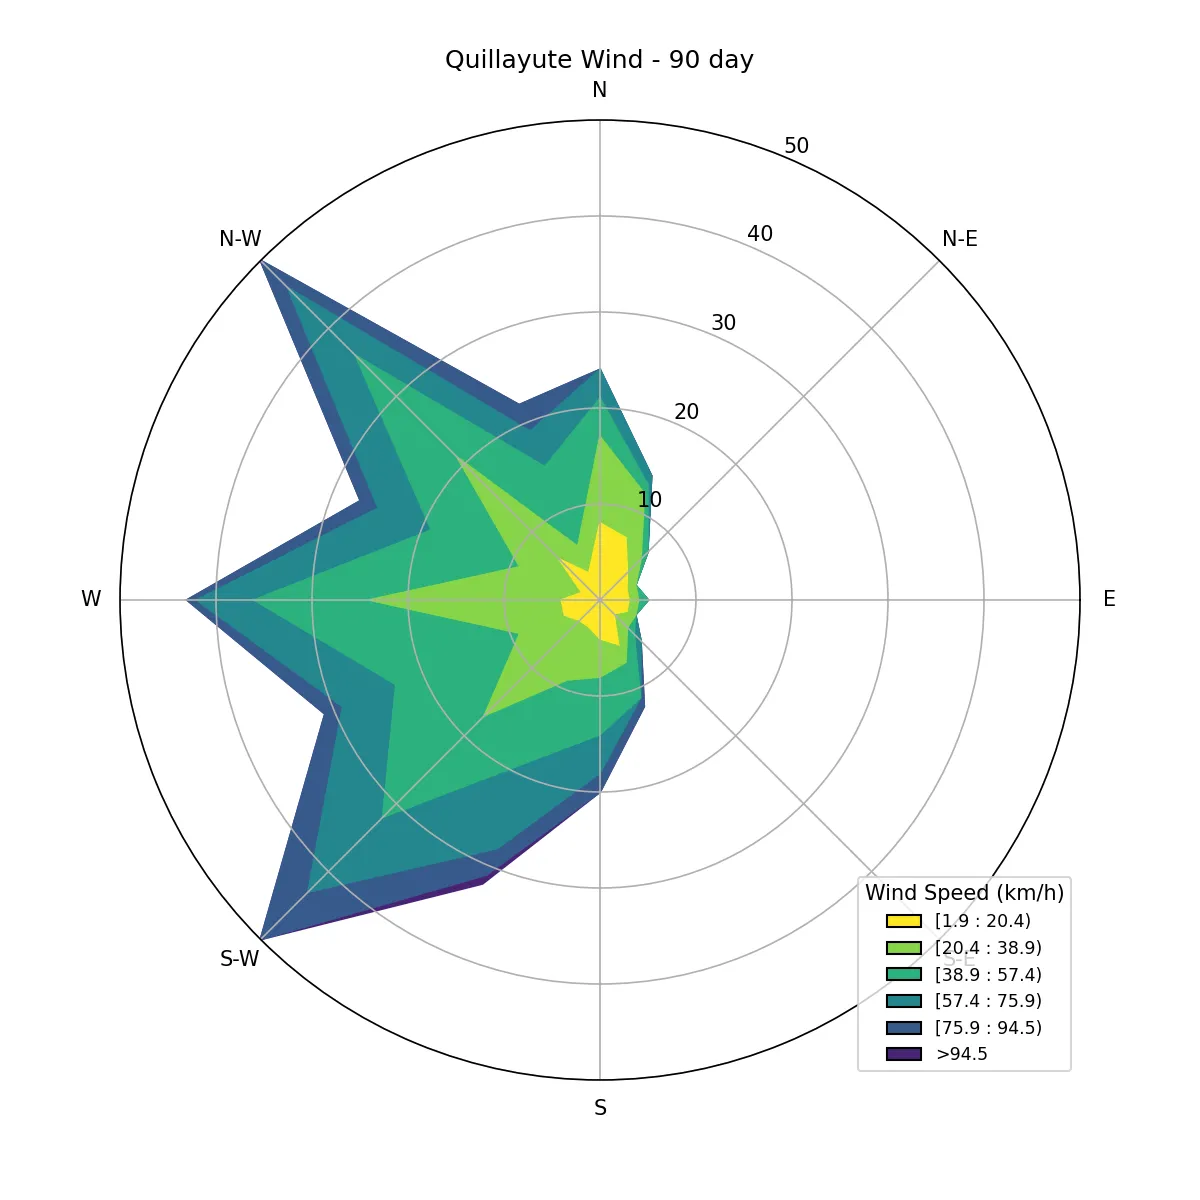 Quillayute Wind - 90 day
N
50
N-W
40
N-E
30
20
10
W
E
S-W
S-E
S
Wind Speed (km/h)
[1.9 : 20.4)
[20.4 : 38.9)
[38.9 : 57.4)
[57.4 : 75.9)
[75.9 : 94.5)
>94.5